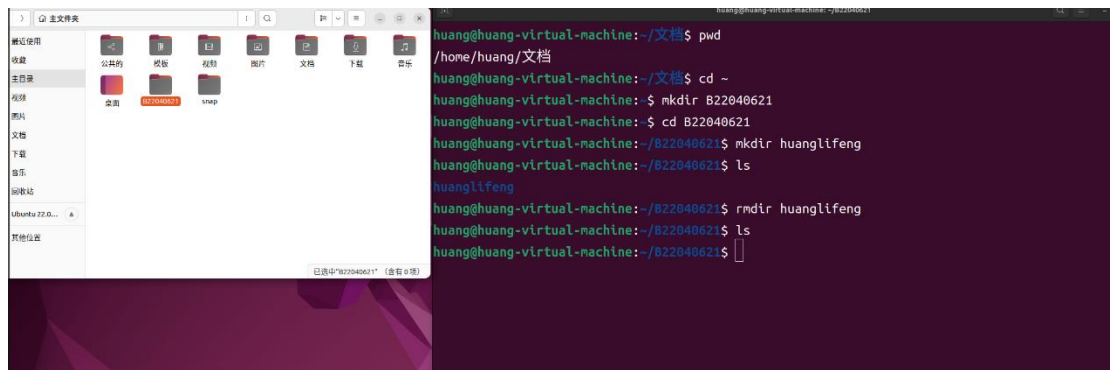 主文件夹
最近使用
收藏
主目录
视频
图片
文档
下载
音乐
回收站
Ubuntu 22.0...
其他位置
公共的 模板 视频 图片 文档 下载 音乐
桌面 B22040621 snap
已选中"B22040621" (含有 0 项)
huang@huang-virtual-machine: ~/B22040621
huang@huang-virtual-machine:~/文档$ pwd
/home/huang/文档
huang@huang-virtual-machine:~/文档$ cd ~
huang@huang-virtual-machine:~$ mkdir B22040621
huang@huang-virtual-machine:~$ cd B22040621
huang@huang-virtual-machine:~/B22040621$ mkdir huanglifeng
huang@huang-virtual-machine:~/B22040621$ ls
huanglifeng
huang@huang-virtual-machine:~/B22040621$ rmdir huanglifeng
huang@huang-virtual-machine:~/B22040621$ ls
huang@huang-virtual-machine:~/B22040621$